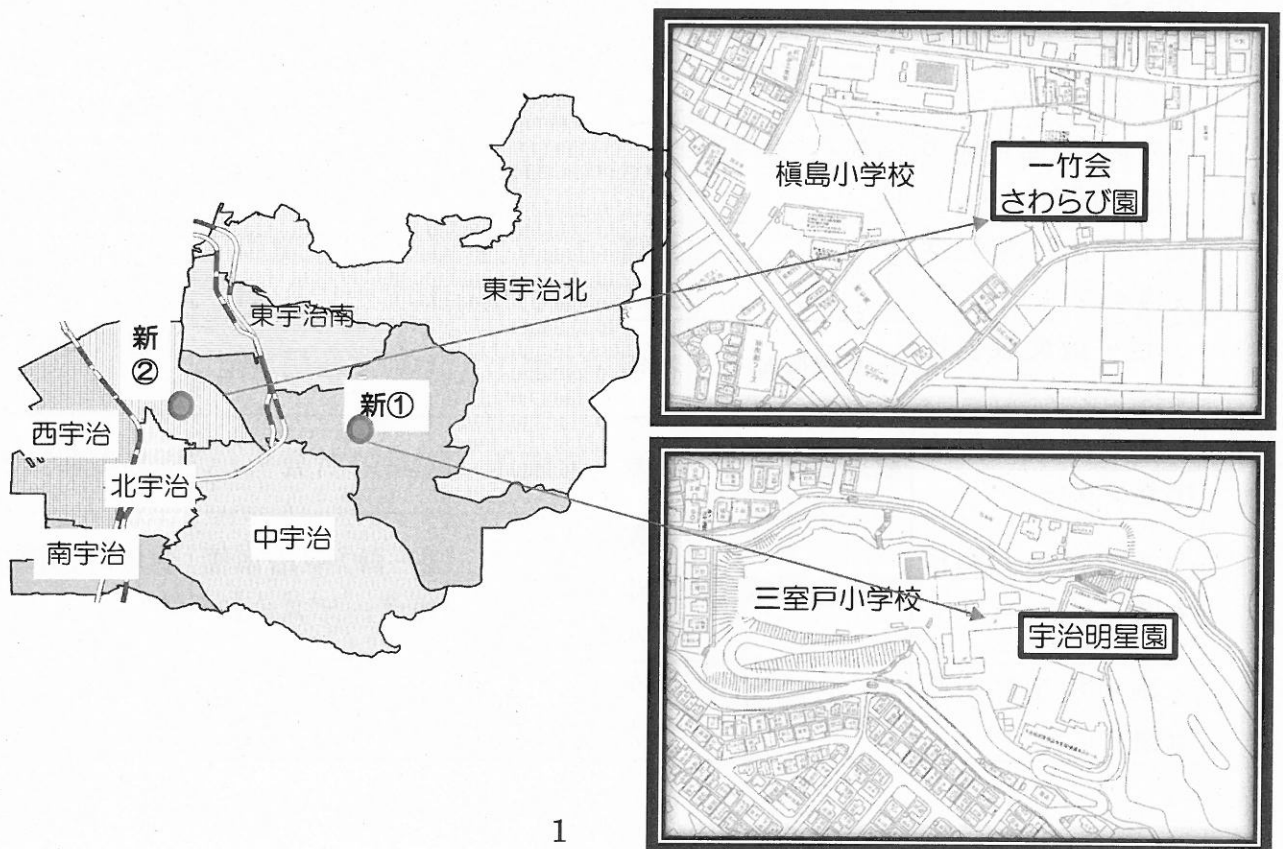 東宇治北
東宇治南
新
②
新①
西宇治
北宇治
南宇治
中宇治
槇島小学校
一竹会
さわらび園
三室戸小学校
宇治明星園
1